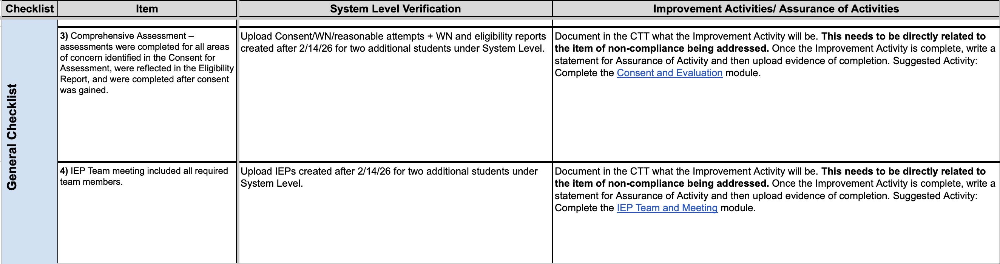 Checklist
Item
System Level Verification
Improvement Activities/ Assurance of Activities
General Checklist
3) Comprehensive Assessment –
assessments were completed for all areas
of concern identified in the Consent for
Assessment, were reflected in the Eligibility
Report, and were completed after consent
was gained.
Upload Consent/WN/reasonable attempts + WN and eligibility reports
created after 2/14/26 for two additional students under System Level.
Document in the CTT what the Improvement Activity will be. This needs to be directly related to
the item of non-compliance being addressed. Once the Improvement Activity is complete, write a
statement for Assurance of Activity and then upload evidence of completion. Suggested Activity:
Complete the Consent and Evaluation module.
4) IEP Team meeting included all required
team members.
Upload IEPs created after 2/14/26 for two additional students under
System Level.
Document in the CTT what the Improvement Activity will be. This needs to be directly related to
the item of non-compliance being addressed. Once the Improvement Activity is complete, write a
statement for Assurance of Activity and then upload evidence of completion. Suggested Activity:
Complete the IEP Team and Meeting module.